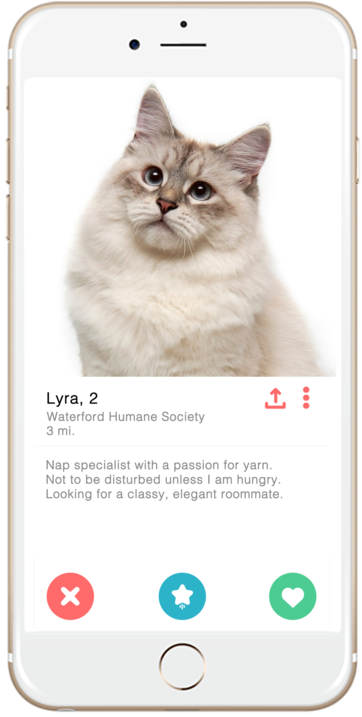 Lyra, 2
Waterford Humane Society
3 mi.
Nap specialist with a passion for yarn.
Not to be disturbed unless I am hungry.
Looking for a classy, elegant roommate.